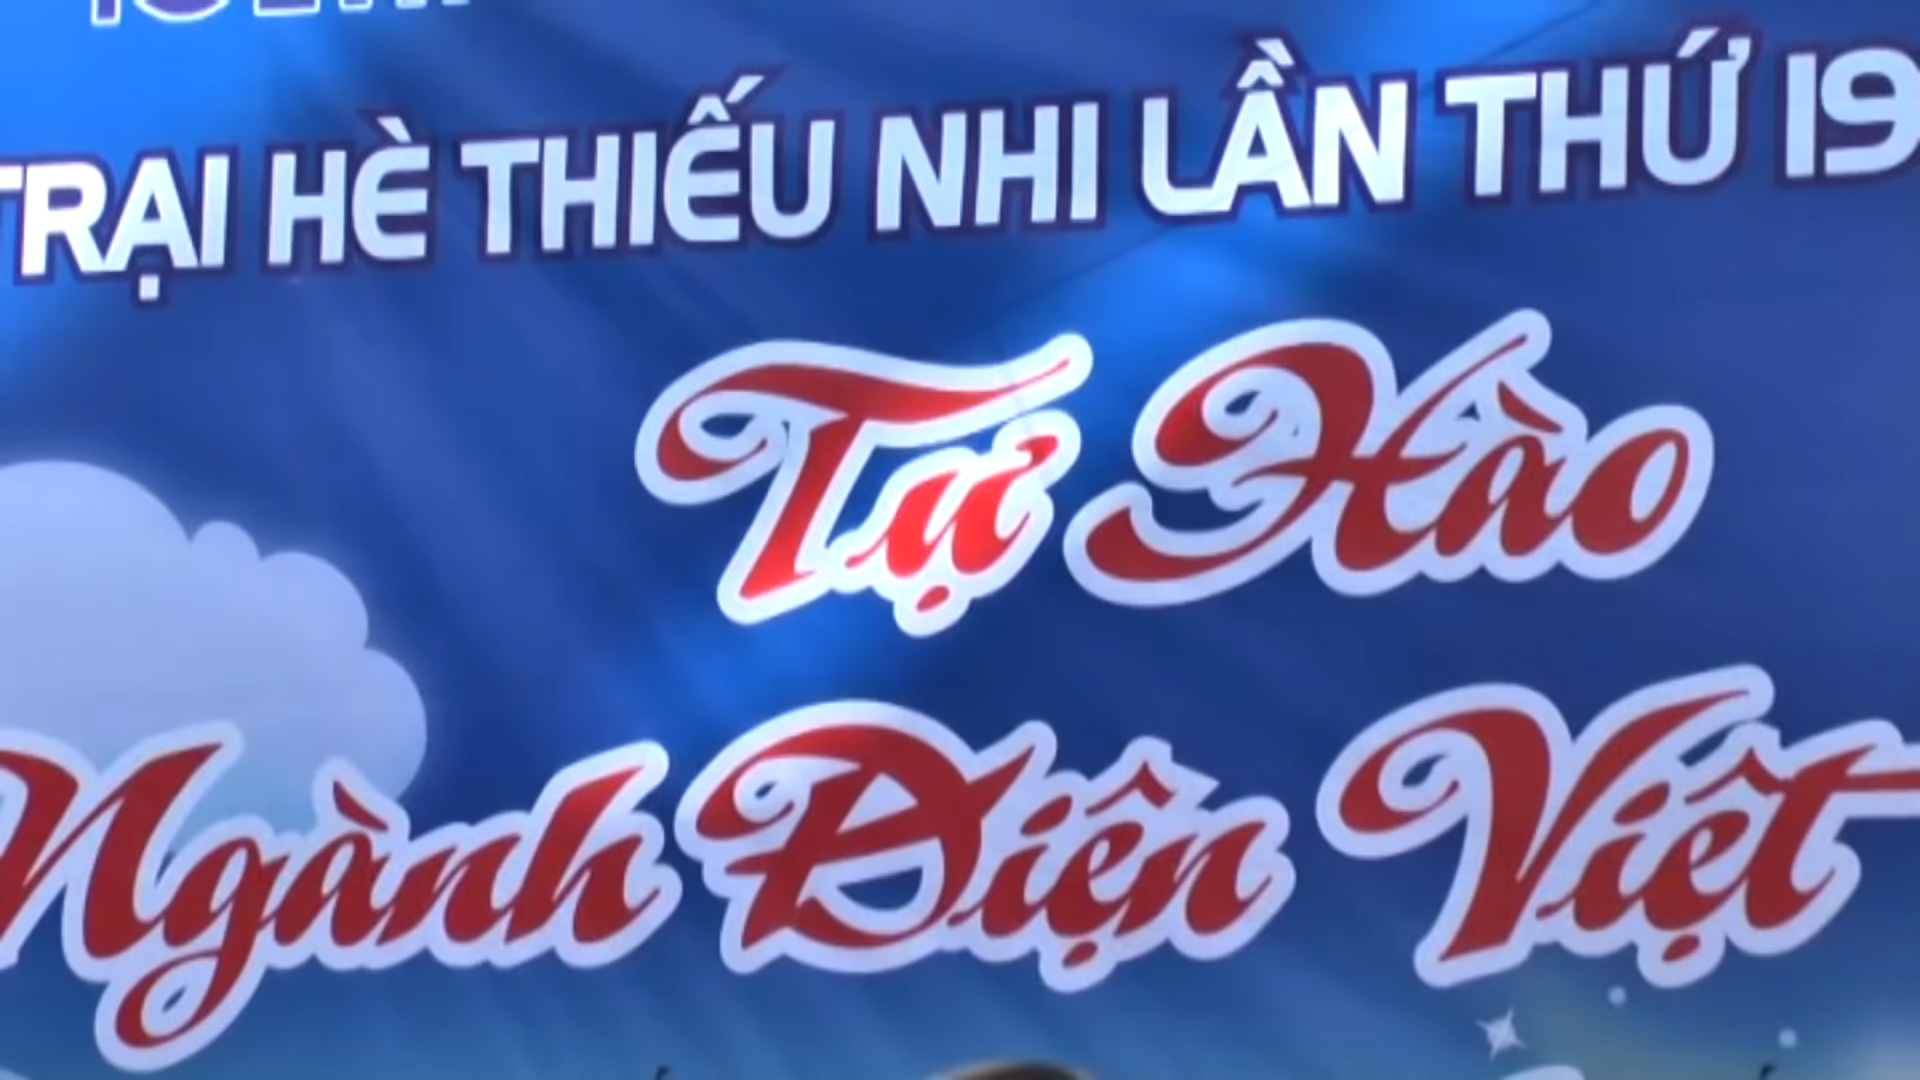 TRẠI HÈ THIẾU NHI LẦN THỨ 19
Tự Hào
Ngành Điện Việt